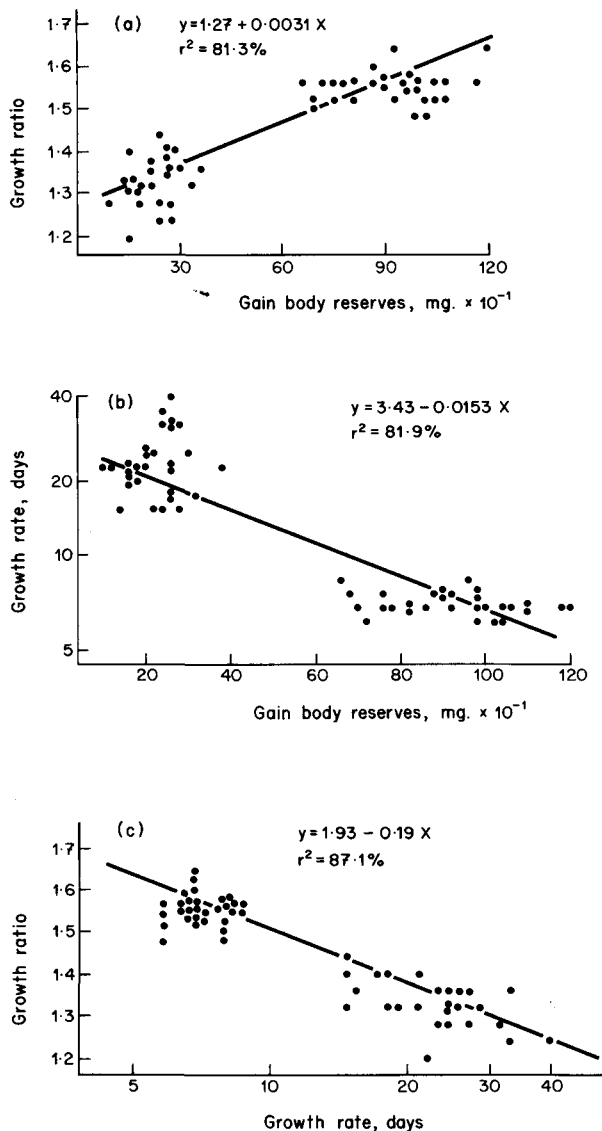 (a)
y=1·27 + 0·0031 X
r² = 81·3%
1·7
1·6
1·5
1·4
1·3
1·2
Growth ratio
30
60
90
120
Gain body reserves, mg. × 10⁻¹
(b)
y = 3·43 − 0·0153 X
r² = 81·9%
40
20
10
5
Growth rate, days
20
40
60
80
100
120
Gain body reserves, mg. × 10⁻¹
(c)
y = 1·93 − 0·19 X
r² = 87·1%
1·7
1·6
1·5
1·4
1·3
1·2
Growth ratio
5
10
20
30
40
Growth rate, days